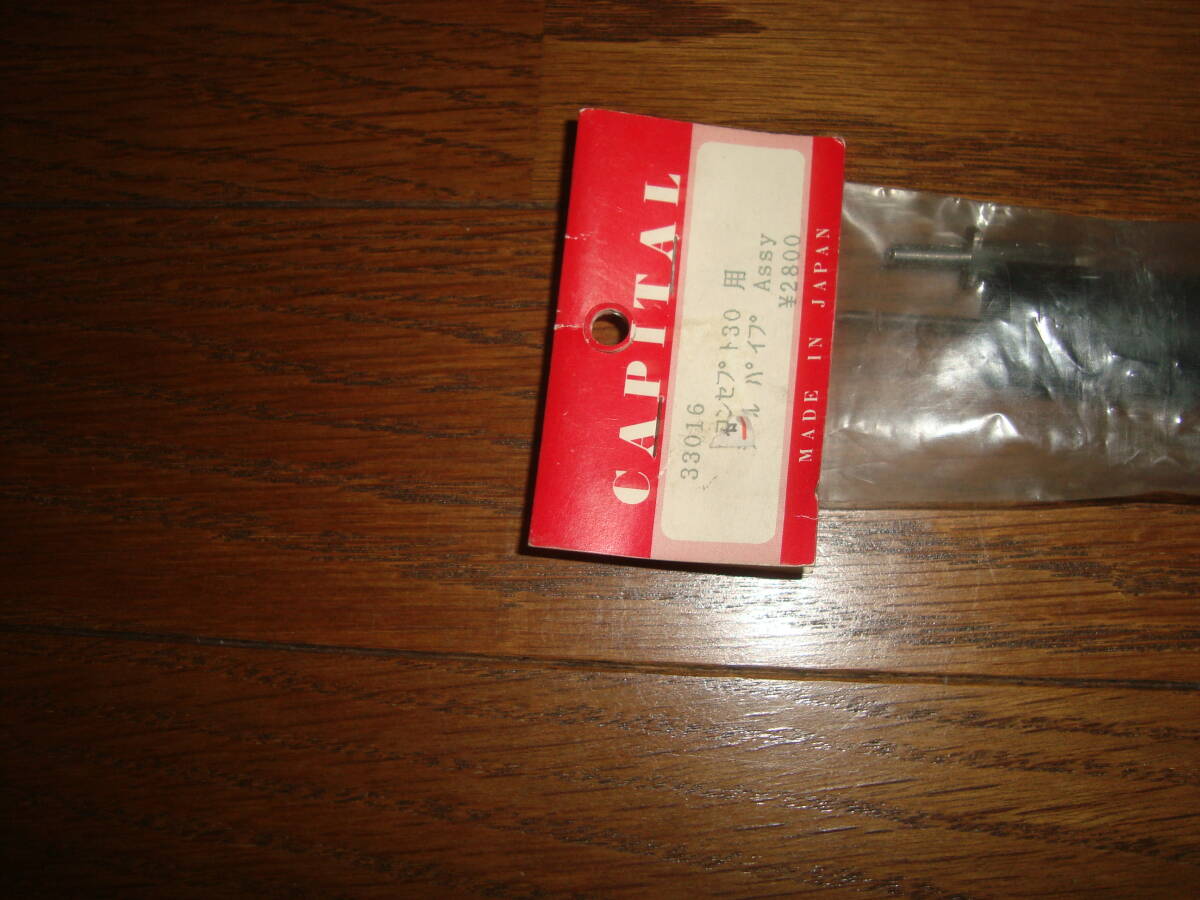 CAPITAL
33016
コンセプト30 用
ル パイプ Assy
¥2800
MADE IN JAPAN